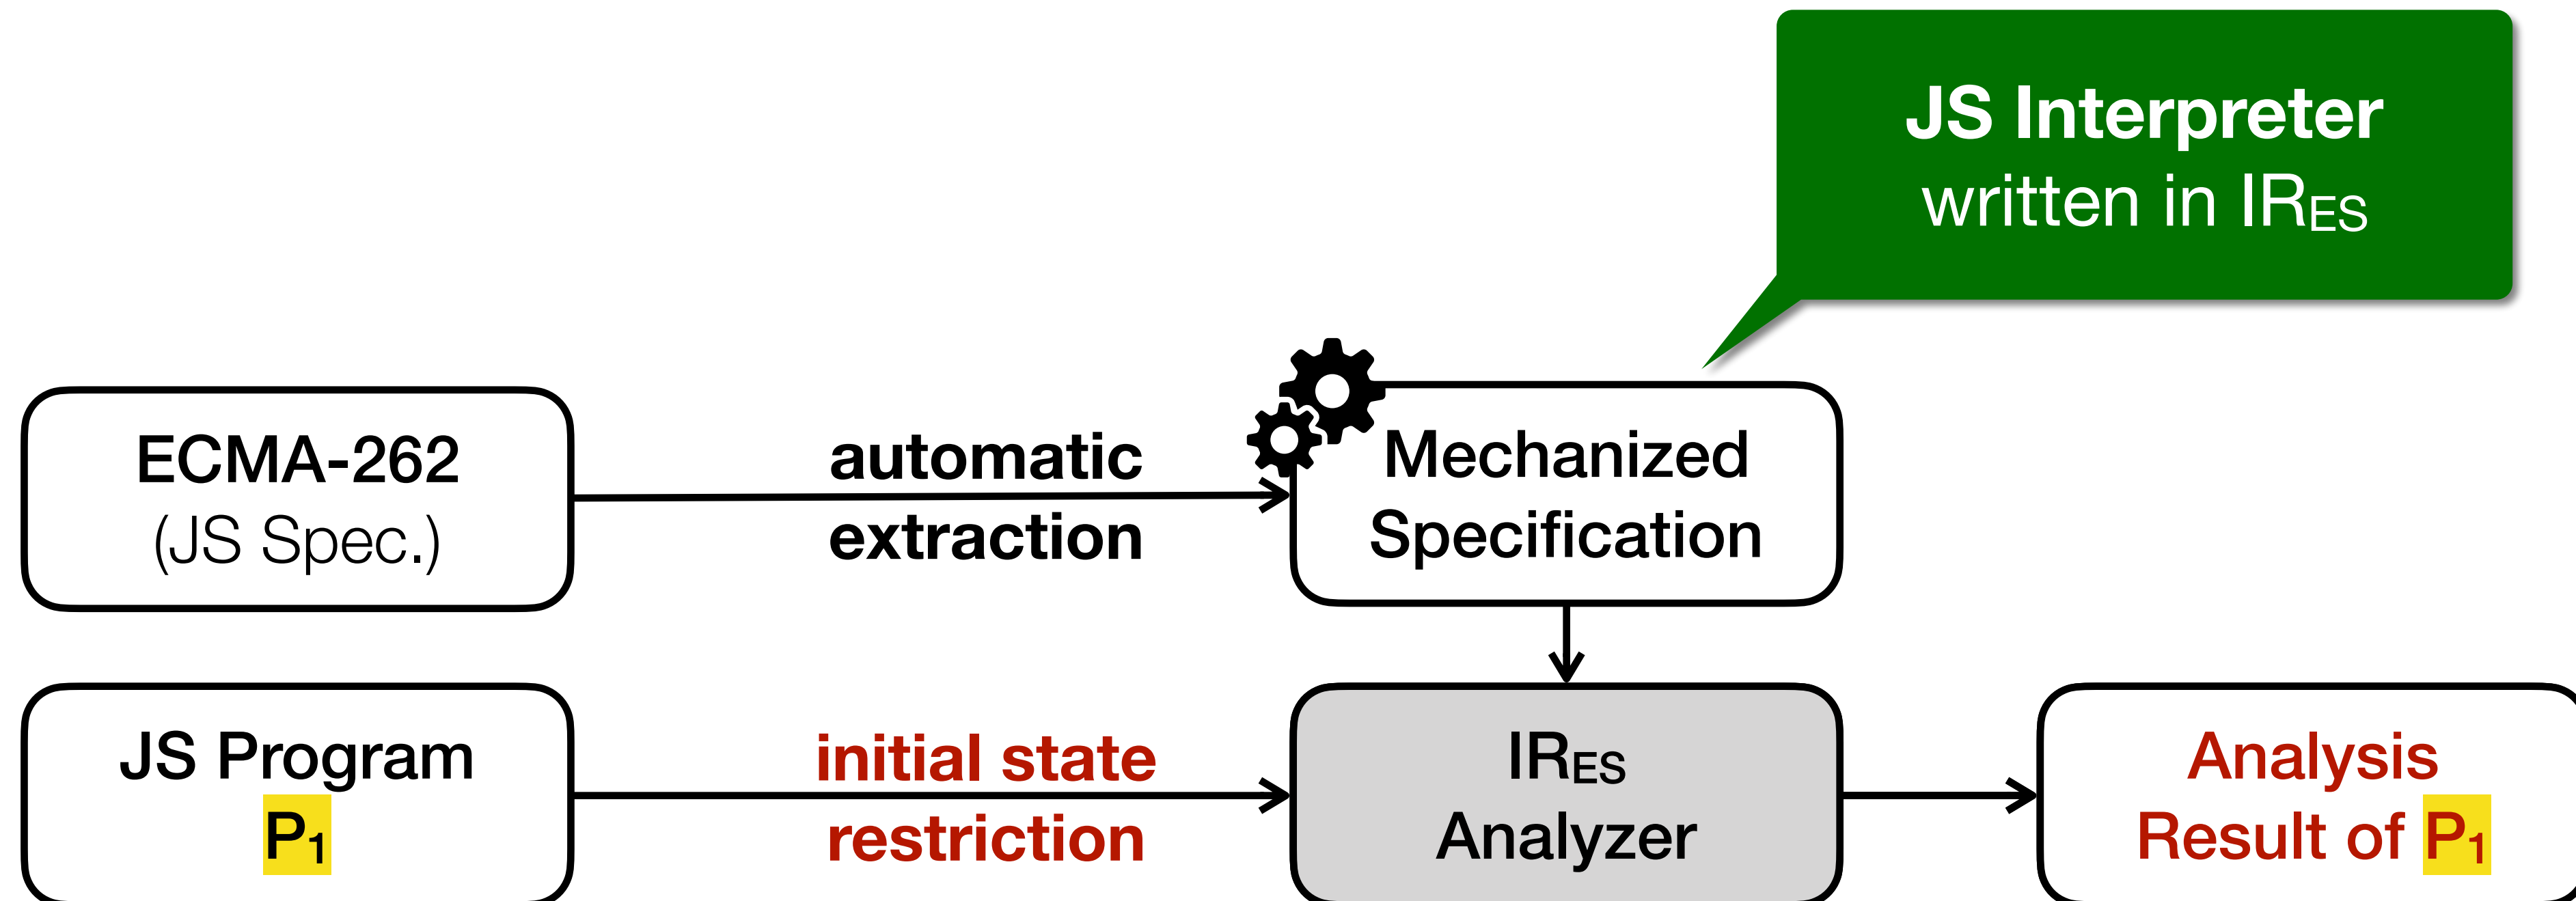 JS Interpreter
written in IRES
ECMA-262
(JS Spec.)
automatic
extraction
Mechanized
Specification
JS Program
P1
initial state
restriction
IRES
Analyzer
Analysis
Result of P1